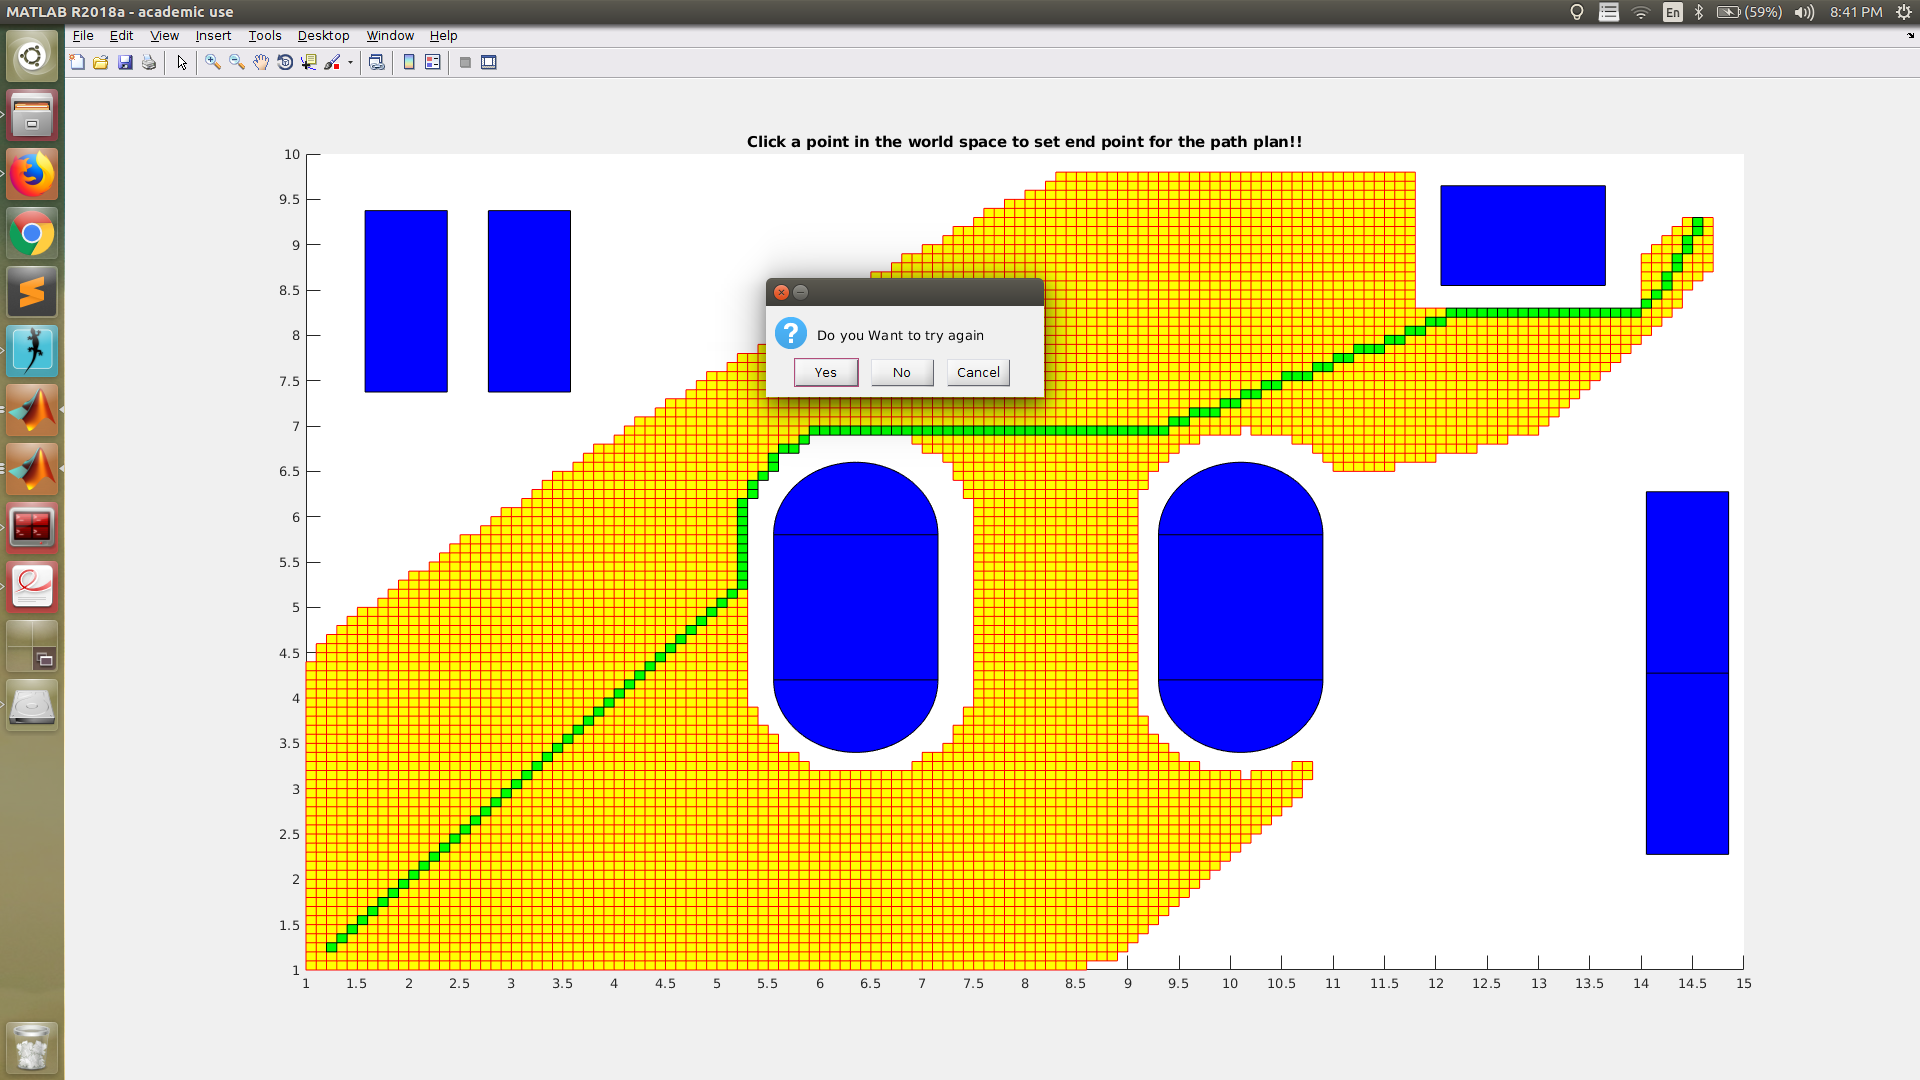 MATLAB R2018a - academic use
En
(59%)
8:41 PM
File Edit View Insert Tools Desktop Window Help
Click a point in the world space to set end point for the path plan!!
10
9.5
9
8.5
8
7.5
7
6.5
6
5.5
5
4.5
4
3.5
3
2.5
2
1.5
1
?
Do you Want to try again
Yes No Cancel
1 1.5 2 2.5 3 3.5 4 4.5 5 5.5 6 6.5 7 7.5 8 8.5 9 9.5 10 10.5 11 11.5 12 12.5 13 13.5 14 14.5 15